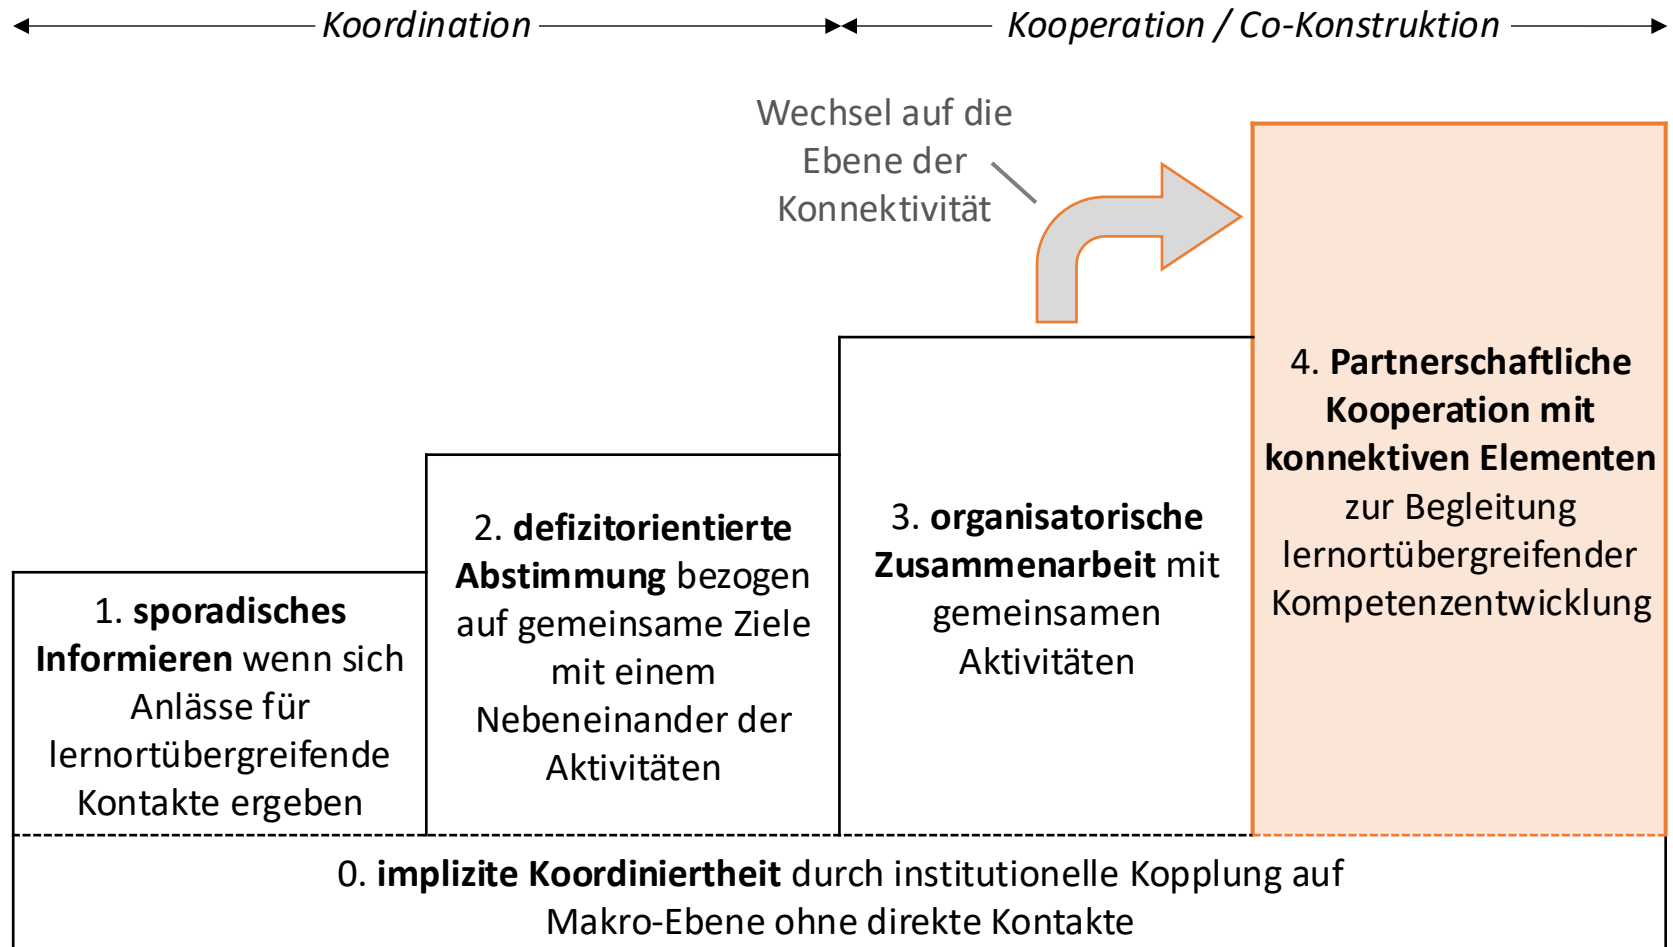 Koordination
Kooperation / Co-Konstruktion
Wechsel auf die
Ebene der
Konnektivität
1. sporadisches
Informieren wenn sich
Anlässe für
lernortübergreifende
Kontakte ergeben
2. defizitorientierte
Abstimmung bezogen
auf gemeinsame Ziele
mit einem
Nebeneinander der
Aktivitäten
3. organisatorische
Zusammenarbeit mit
gemeinsamen
Aktivitäten
4. Partnerschaftliche
Kooperation mit
konnektiven Elementen
zur Begleitung
lernortübergreifender
Kompetenzentwicklung
0. implizite Koordiniertheit durch institutionelle Kopplung auf
Makro-Ebene ohne direkte Kontakte